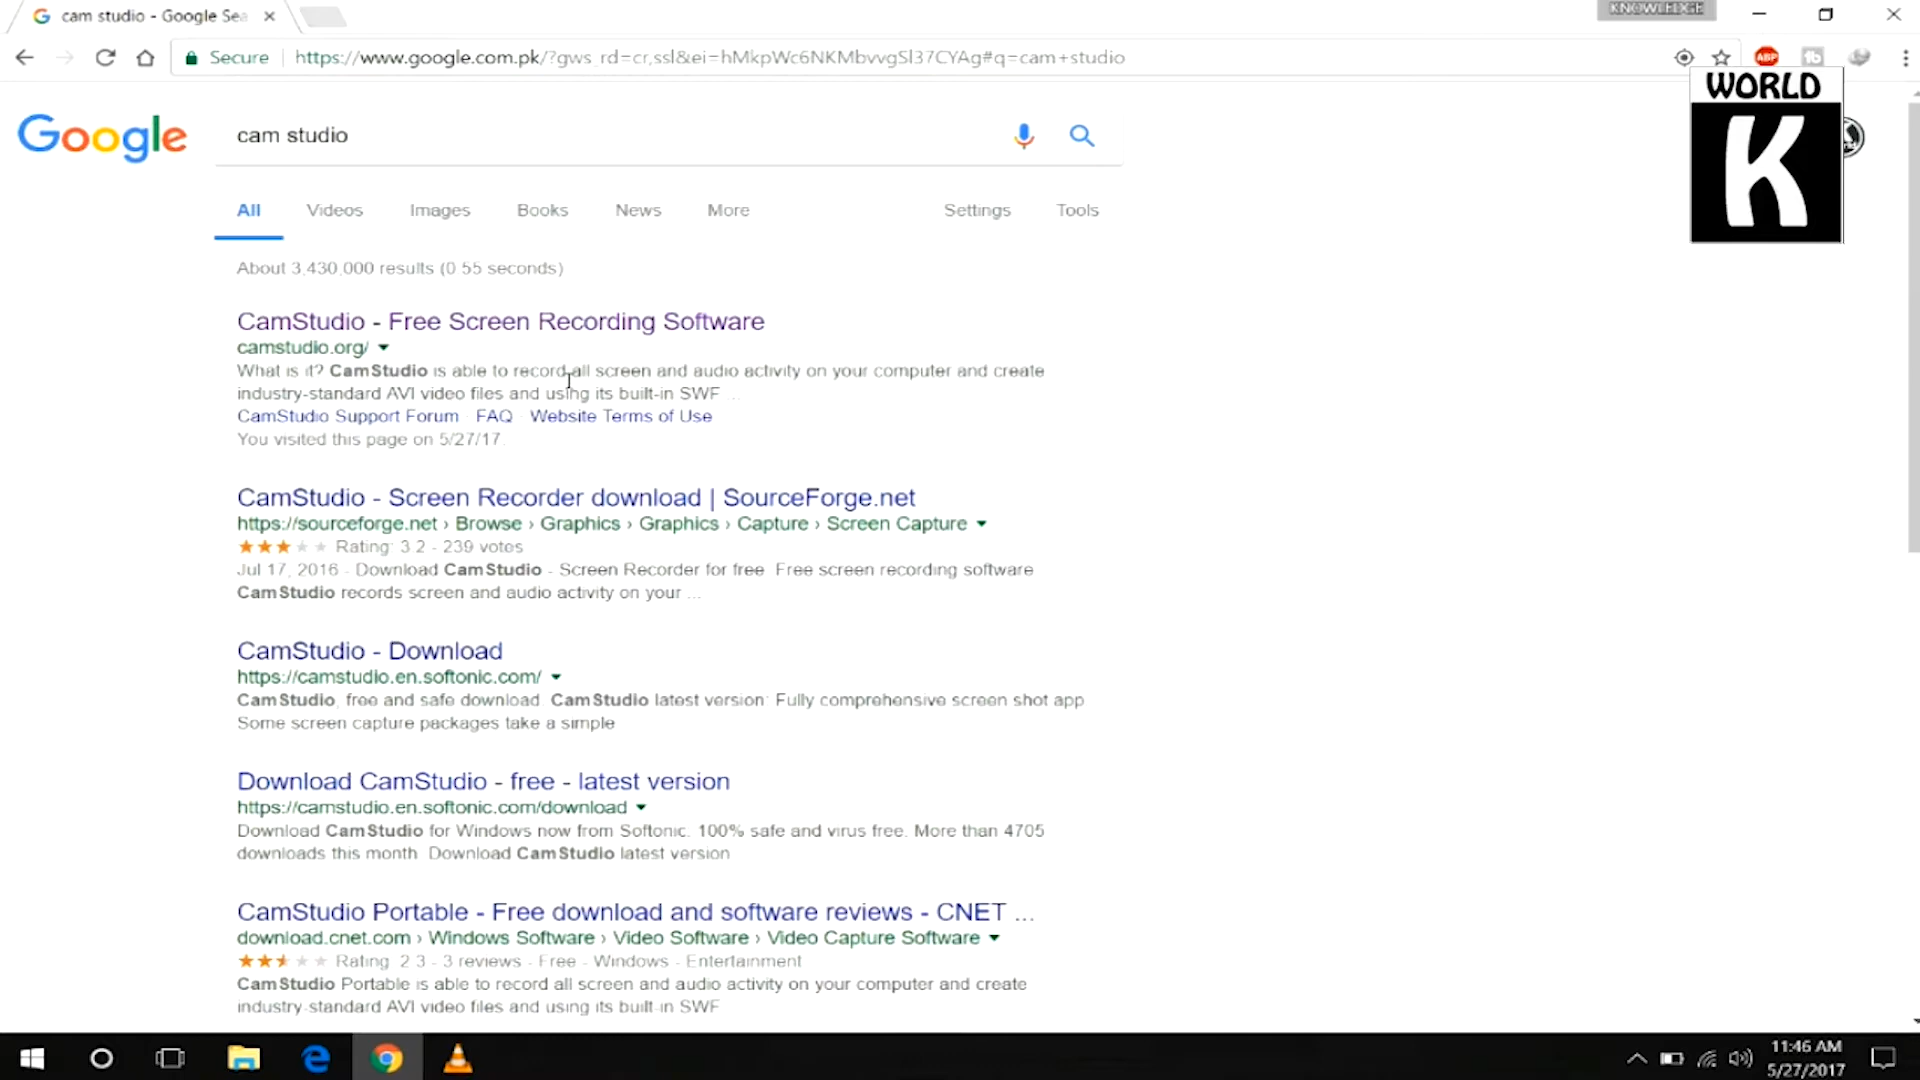 cam studio - Google Sea
KNOWLEDGE
Secure
https://www.google.com.pk/?gws_rd=cr,ssl&ei=hMkpWc6NKMbvvgSl37CYAg#q=cam+studio
ABP
WORLD
K
Google
cam studio
All Videos Images Books News More Settings Tools
About 3,430,000 results (0.55 seconds)
CamStudio - Free Screen Recording Software
camstudio.org/
What is it? CamStudio is able to record all screen and audio activity on your computer and create
industry-standard AVI video files and using its built-in SWF ...
CamStudio Support Forum · FAQ · Website Terms of Use
You visited this page on 5/27/17.
CamStudio - Screen Recorder download | SourceForge.net
https://sourceforge.net › Browse › Graphics › Graphics › Capture › Screen Capture
Rating: 3.2 - 239 votes
Jul 17, 2016 - Download CamStudio - Screen Recorder for free. Free screen recording software
CamStudio records screen and audio activity on your ...
CamStudio - Download
https://camstudio.en.softonic.com/
CamStudio, free and safe download. CamStudio latest version: Fully comprehensive screen shot app
Some screen capture packages take a simple
Download CamStudio - free - latest version
https://camstudio.en.softonic.com/download
Download CamStudio for Windows now from Softonic. 100% safe and virus free. More than 4705
downloads this month. Download CamStudio latest version
CamStudio Portable - Free download and software reviews - CNET ...
download.cnet.com › Windows Software › Video Software › Video Capture Software
Rating: 2.3 - 3 reviews - Free - Windows - Entertainment
CamStudio Portable is able to record all screen and audio activity on your computer and create
industry-standard AVI video files and using its built-in SWF
11:46 AM
5/27/2017